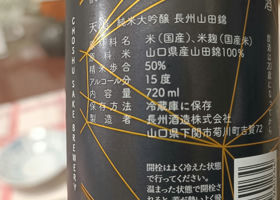 天美 純米大吟醸 長州山田錦
原材料名 米(国産)、米麹(国産米)
原料米 山口県産山田錦100%
精米歩合 50%
アルコール分 15度
内容量 720ml
保存方法 冷蔵庫に保存
製造者 長州酒造株式会社
山口県下関市菊川町吉賀72
開栓はよく冷えた状態
で行ってください。
温まった状態で開栓さ
れると
CHOSHU SAKE BREWERY